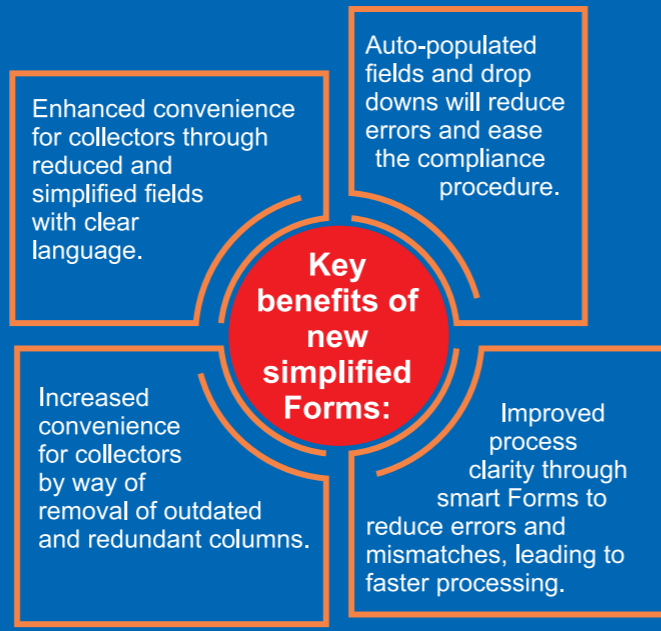 Enhanced convenience
for collectors through
reduced and
simplified fields
with clear
language.
Auto-populated
fields and drop
downs will reduce
errors and ease
the compliance
procedure.
Key
benefits of
new
simplified
Forms:
Increased
convenience
for collectors
by way of
removal of outdated
and redundant columns.
Improved
process
clarity through
smart Forms to
reduce errors and
mismatches, leading to
faster processing.